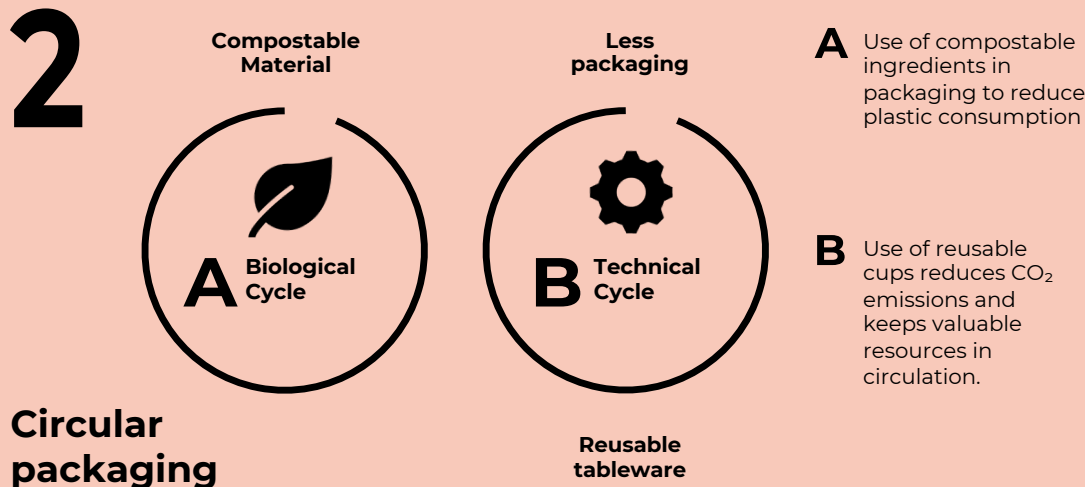 2
Compostable
Material
A Biological
Cycle
Less
packaging
B Technical
Cycle
Reusable
tableware
A Use of compostable
ingredients in
packaging to reduce
plastic consumption
B Use of reusable
cups reduces CO₂
emissions and
keeps valuable
resources in
circulation.
Circular
packaging